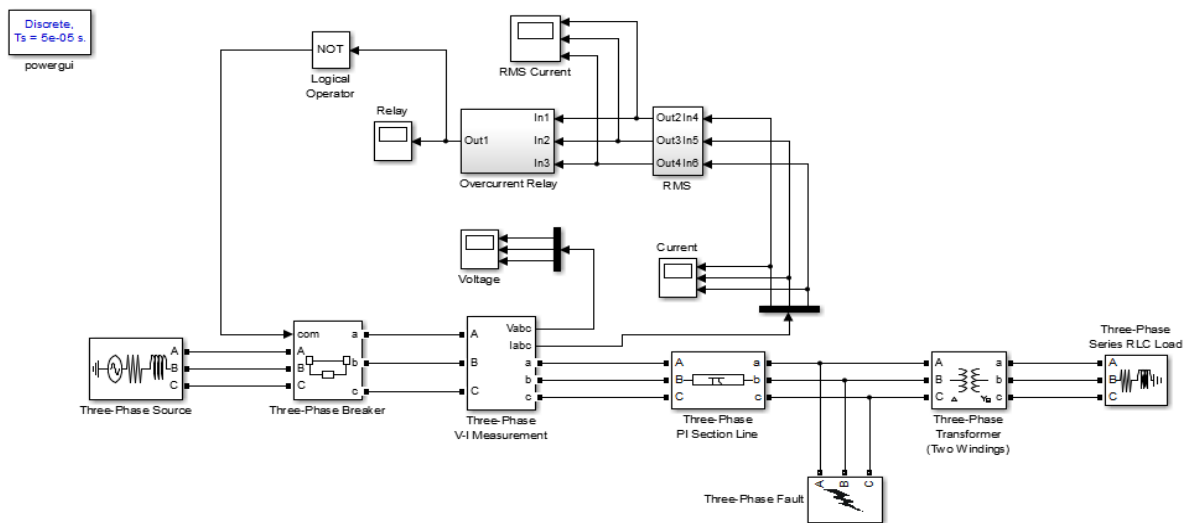 Discrete,
Ts = 5e-05 s.
powergui
NOT
Logical
Operator
RMS Current
Relay
Out1
In1
In2
In3
Overcurrent Relay
Out2 In4
Out3 In5
Out4 In6
RMS
Voltage
Current
A
B
C
Three-Phase Source
com
A
B
C
a
b
c
Three-Phase Breaker
A
B
C
Vabc
Iabc
a
b
c
Three-Phase
V-I Measurement
A
B
C
a
b
c
Three-Phase
PI Section Line
A
B
C
a
b
c
Three-Phase
Transformer
(Two Windings)
Three-Phase
Series RLC Load
A
B
C
A
B
C
Three-Phase Fault